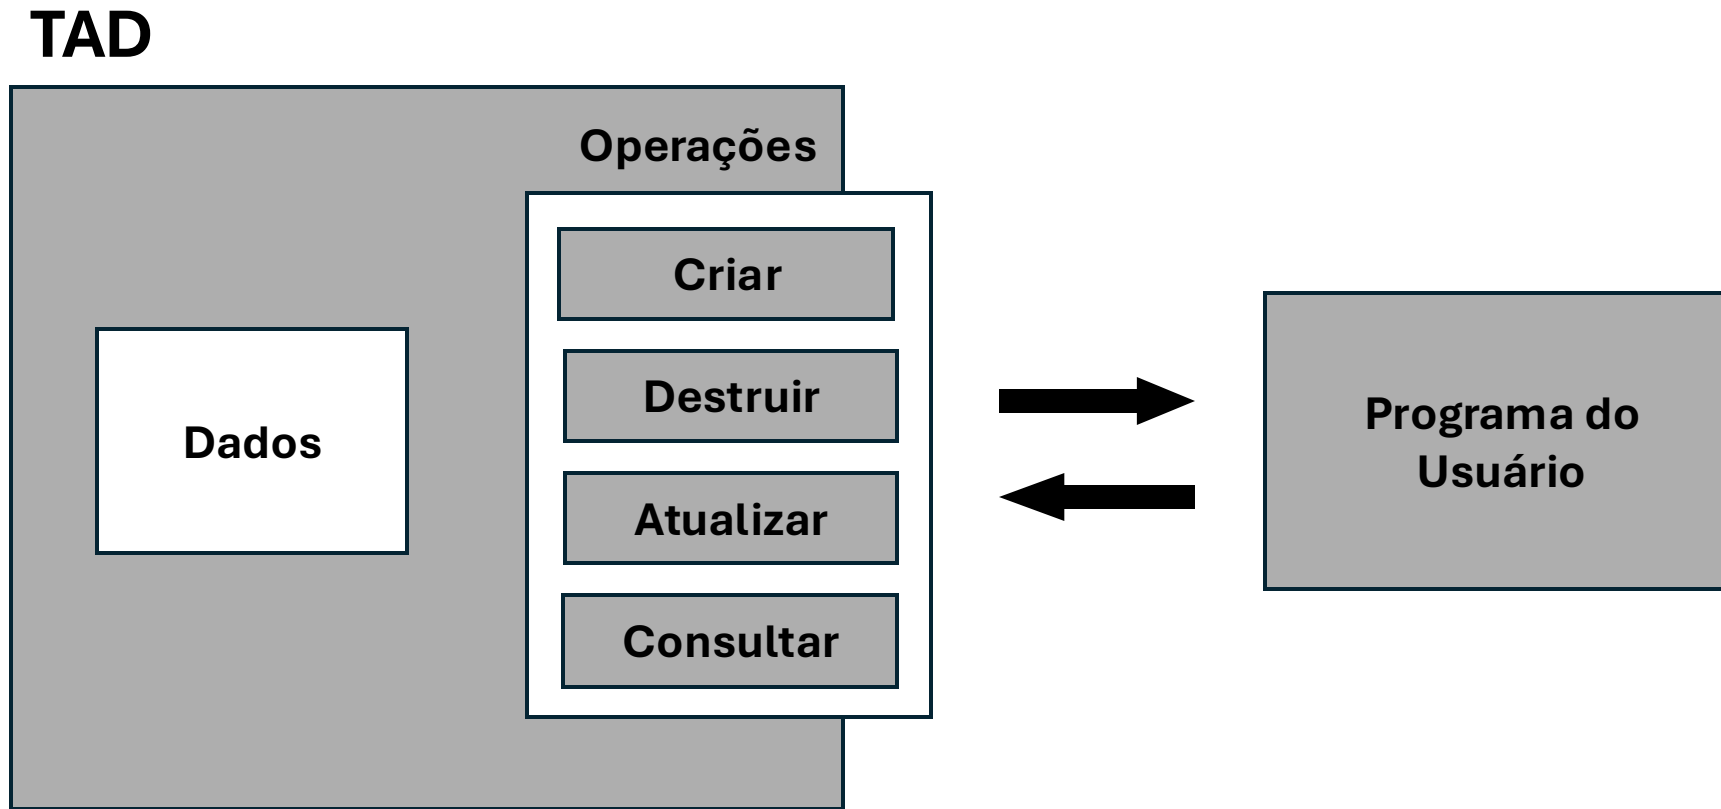 TAD
Operações
Criar
Destruir
Atualizar
Consultar
Dados
Programa do
Usuário